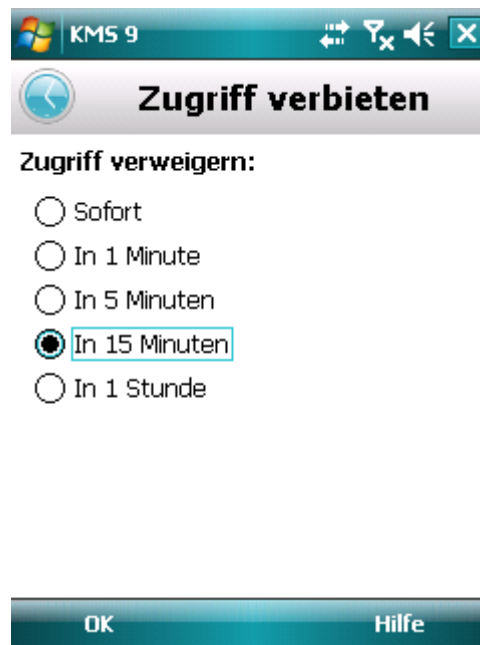 KMS 9
Zugriff verbieten
Zugriff verweigern:
Sofort
In 1 Minute
In 5 Minuten
In 15 Minuten
In 1 Stunde
OK Hilfe